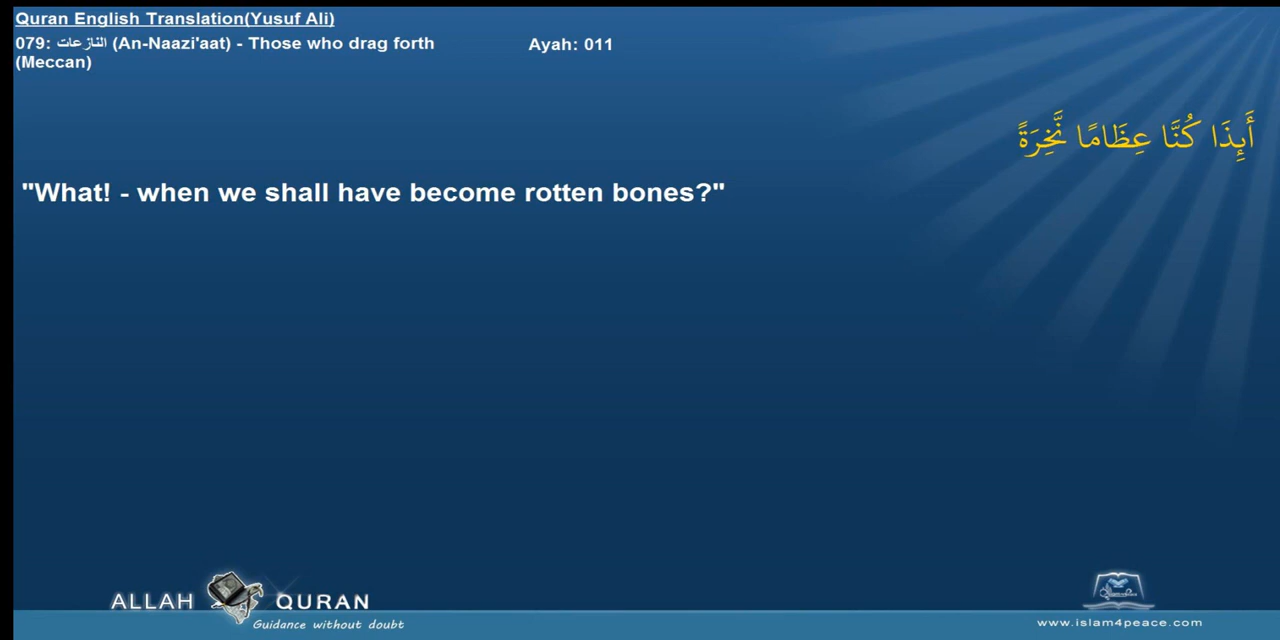 Quran English Translation(Yusuf Ali)
079: النازعات (An-Naazi'aat) - Those who drag forth
(Meccan)
Ayah: 011
أَءِذَا كُنَّا عِظَامًا نَّخِرَةً
"What! - when we shall have become rotten bones?"
ALLAH QURAN
Guidance without doubt
www.islam4peace.com